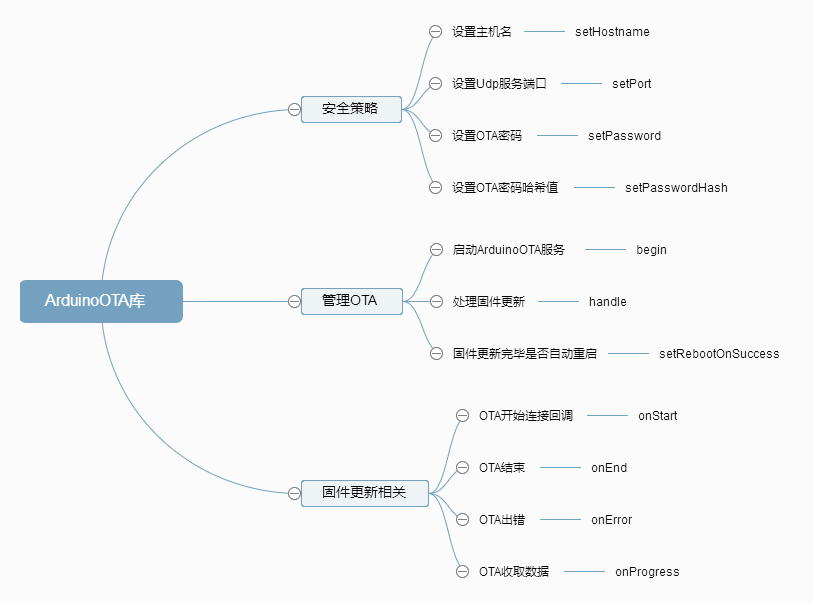 ArduinoOTA库
安全策略
设置主机名 setHostname
设置Udp服务端口 setPort
设置OTA密码 setPassword
设置OTA密码哈希值 setPasswordHash
管理OTA
启动ArduinoOTA服务 begin
处理固件更新 handle
固件更新完毕是否自动重启 setRebootOnSuccess
固件更新相关
OTA开始连接回调 onStart
OTA结束 onEnd
OTA出错 onError
OTA收取数据 onProgress